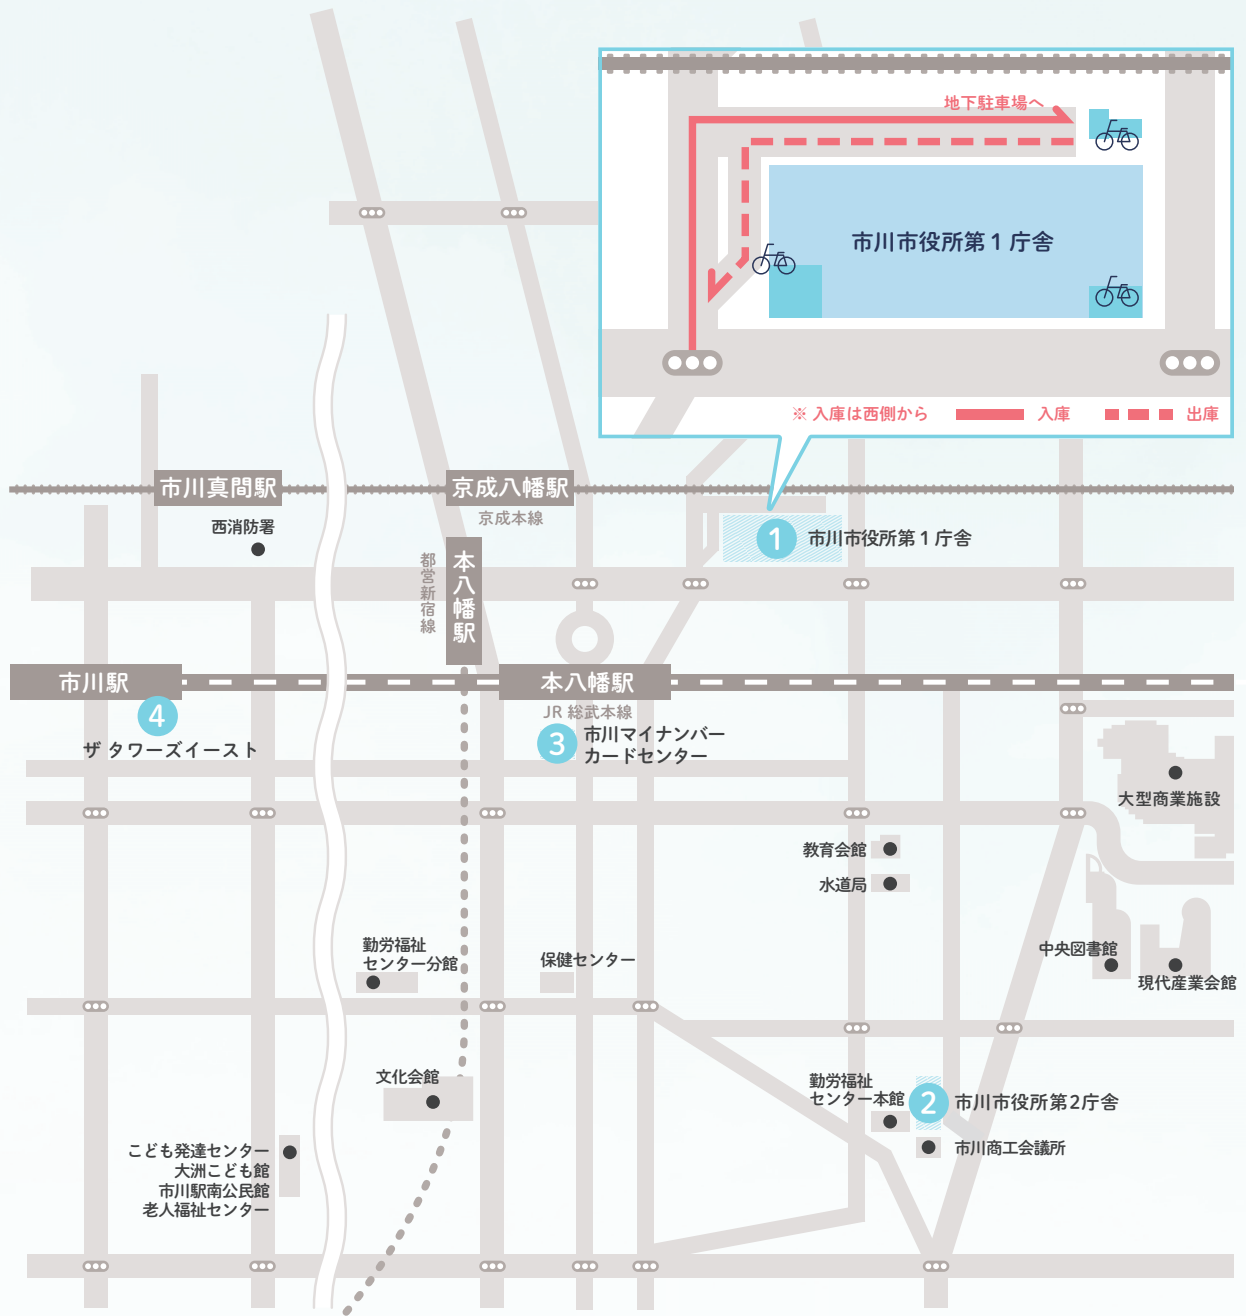 地下駐車場へ
市川市役所第1庁舎
※ 入庫は西側から
入庫
出庫
市川真間駅
京成八幡駅
西消防署
京成本線
1
市川市役所第1庁舎
都営新宿線
本八幡駅
市川駅
本八幡駅
JR 総武本線
4
ザ タワーズイースト
3
市川マイナンバー
カードセンター
大型商業施設
教育会館
水道局
勤労福祉
センター分館
保健センター
中央図書館
現代産業会館
文化会館
勤労福祉
センター本館
2
市川市役所第2庁舎
こども発達センター
大洲こども館
市川駅南公民館
老人福祉センター
市川商工会議所